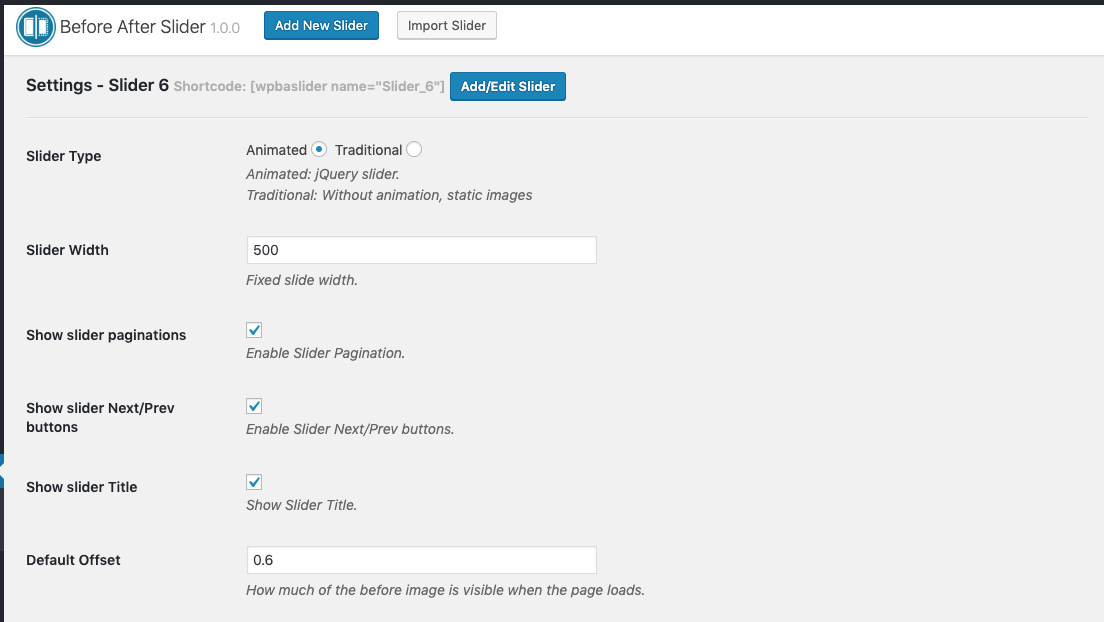 Before After Slider 1.0.0 Add New Slider Import Slider
Settings - Slider 6 Shortcode: [wpbaslider name="Slider_6"] Add/Edit Slider
Slider Type
Animated Traditional
Animated: jQuery slider.
Traditional: Without animation, static images
Slider Width
500
Fixed slide width.
Show slider paginations
Enable Slider Pagination.
Show slider Next/Prev
buttons
Enable Slider Next/Prev buttons.
Show slider Title
Show Slider Title.
Default Offset
0.6
How much of the before image is visible when the page loads.